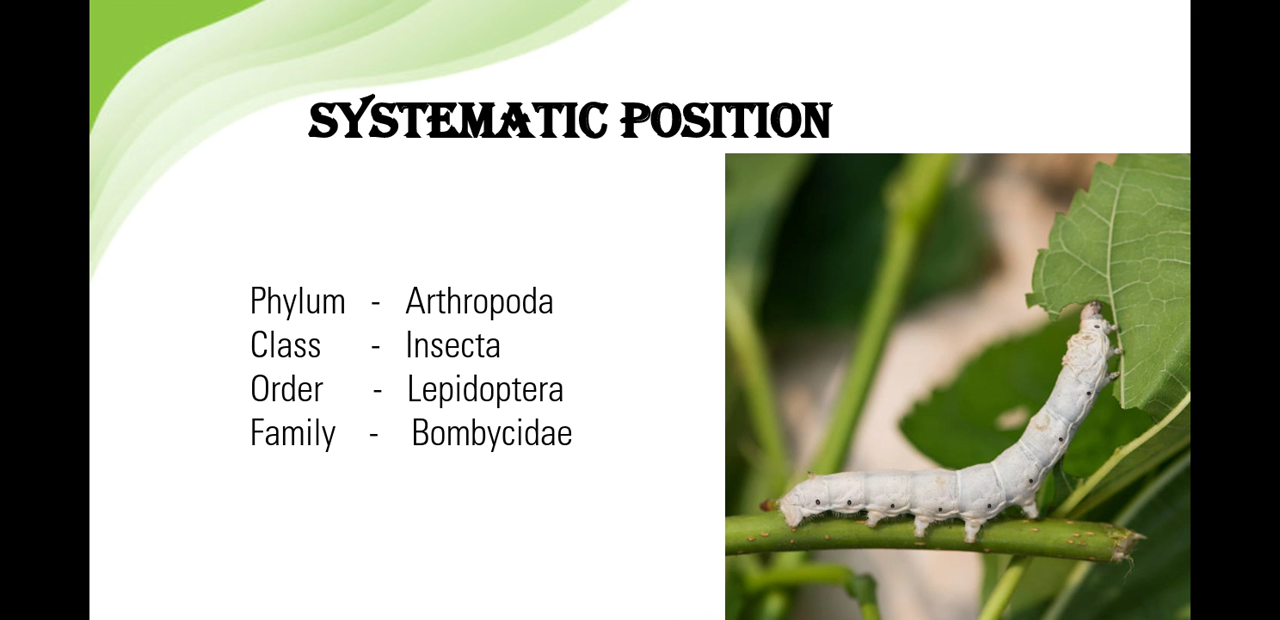 SYSTEMATIC POSITION
Phylum - Arthropoda
Class - Insecta
Order - Lepidoptera
Family - Bombycidae